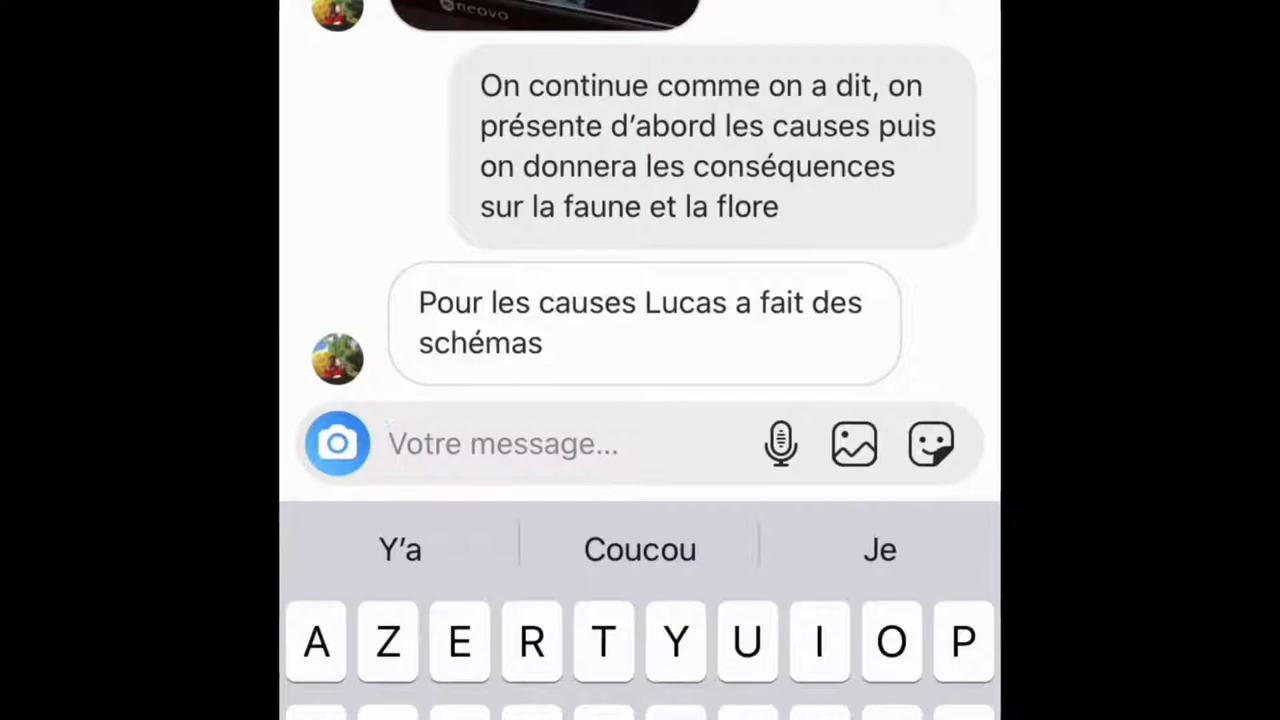 neovo
On continue comme on a dit, on
présente d’abord les causes puis
on donnera les conséquences
sur la faune et la flore
Pour les causes Lucas a fait des
schémas
Votre message...
Y’a Coucou Je
A Z E R T Y U I O P